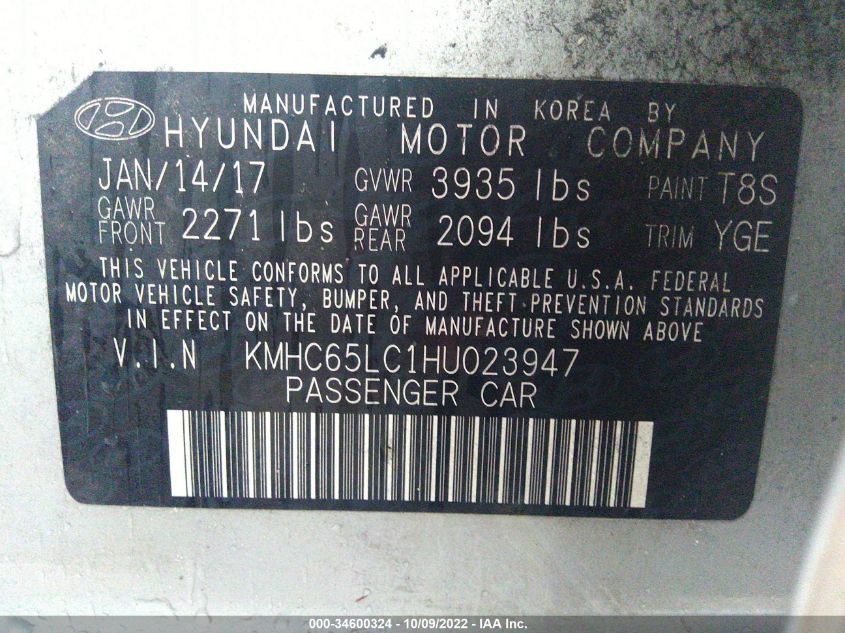 MANUFACTURED IN KOREA BY
HYUNDAI MOTOR COMPANY
JAN/14/17 GVWR 3935 lbs PAINT T8S
GAWR FRONT 2271 lbs GAWR REAR 2094 lbs TRIM YGE
THIS VEHICLE CONFORMS TO ALL APPLICABLE U.S.A. FEDERAL
MOTOR VEHICLE SAFETY, BUMPER, AND THEFT PREVENTION STANDARDS
IN EFFECT ON THE DATE OF MANUFACTURE SHOWN ABOVE
V.I.N KMHC65LC1HU023947
PASSENGER CAR
000-34600324 - 10/09/2022 - IAA Inc.